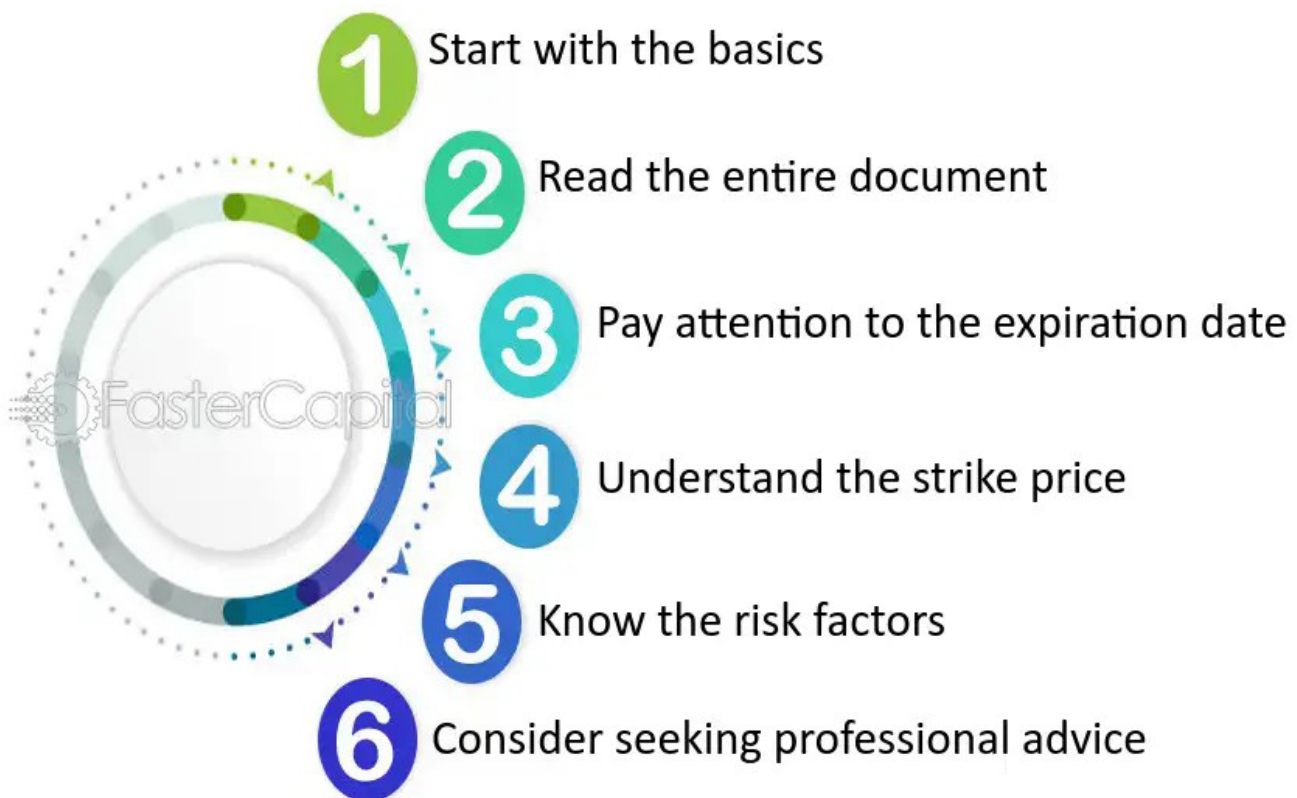 1 Start with the basics
2 Read the entire document
3 Pay attention to the expiration date
FasterCapital
4 Understand the strike price
5 Know the risk factors
6 Consider seeking professional advice